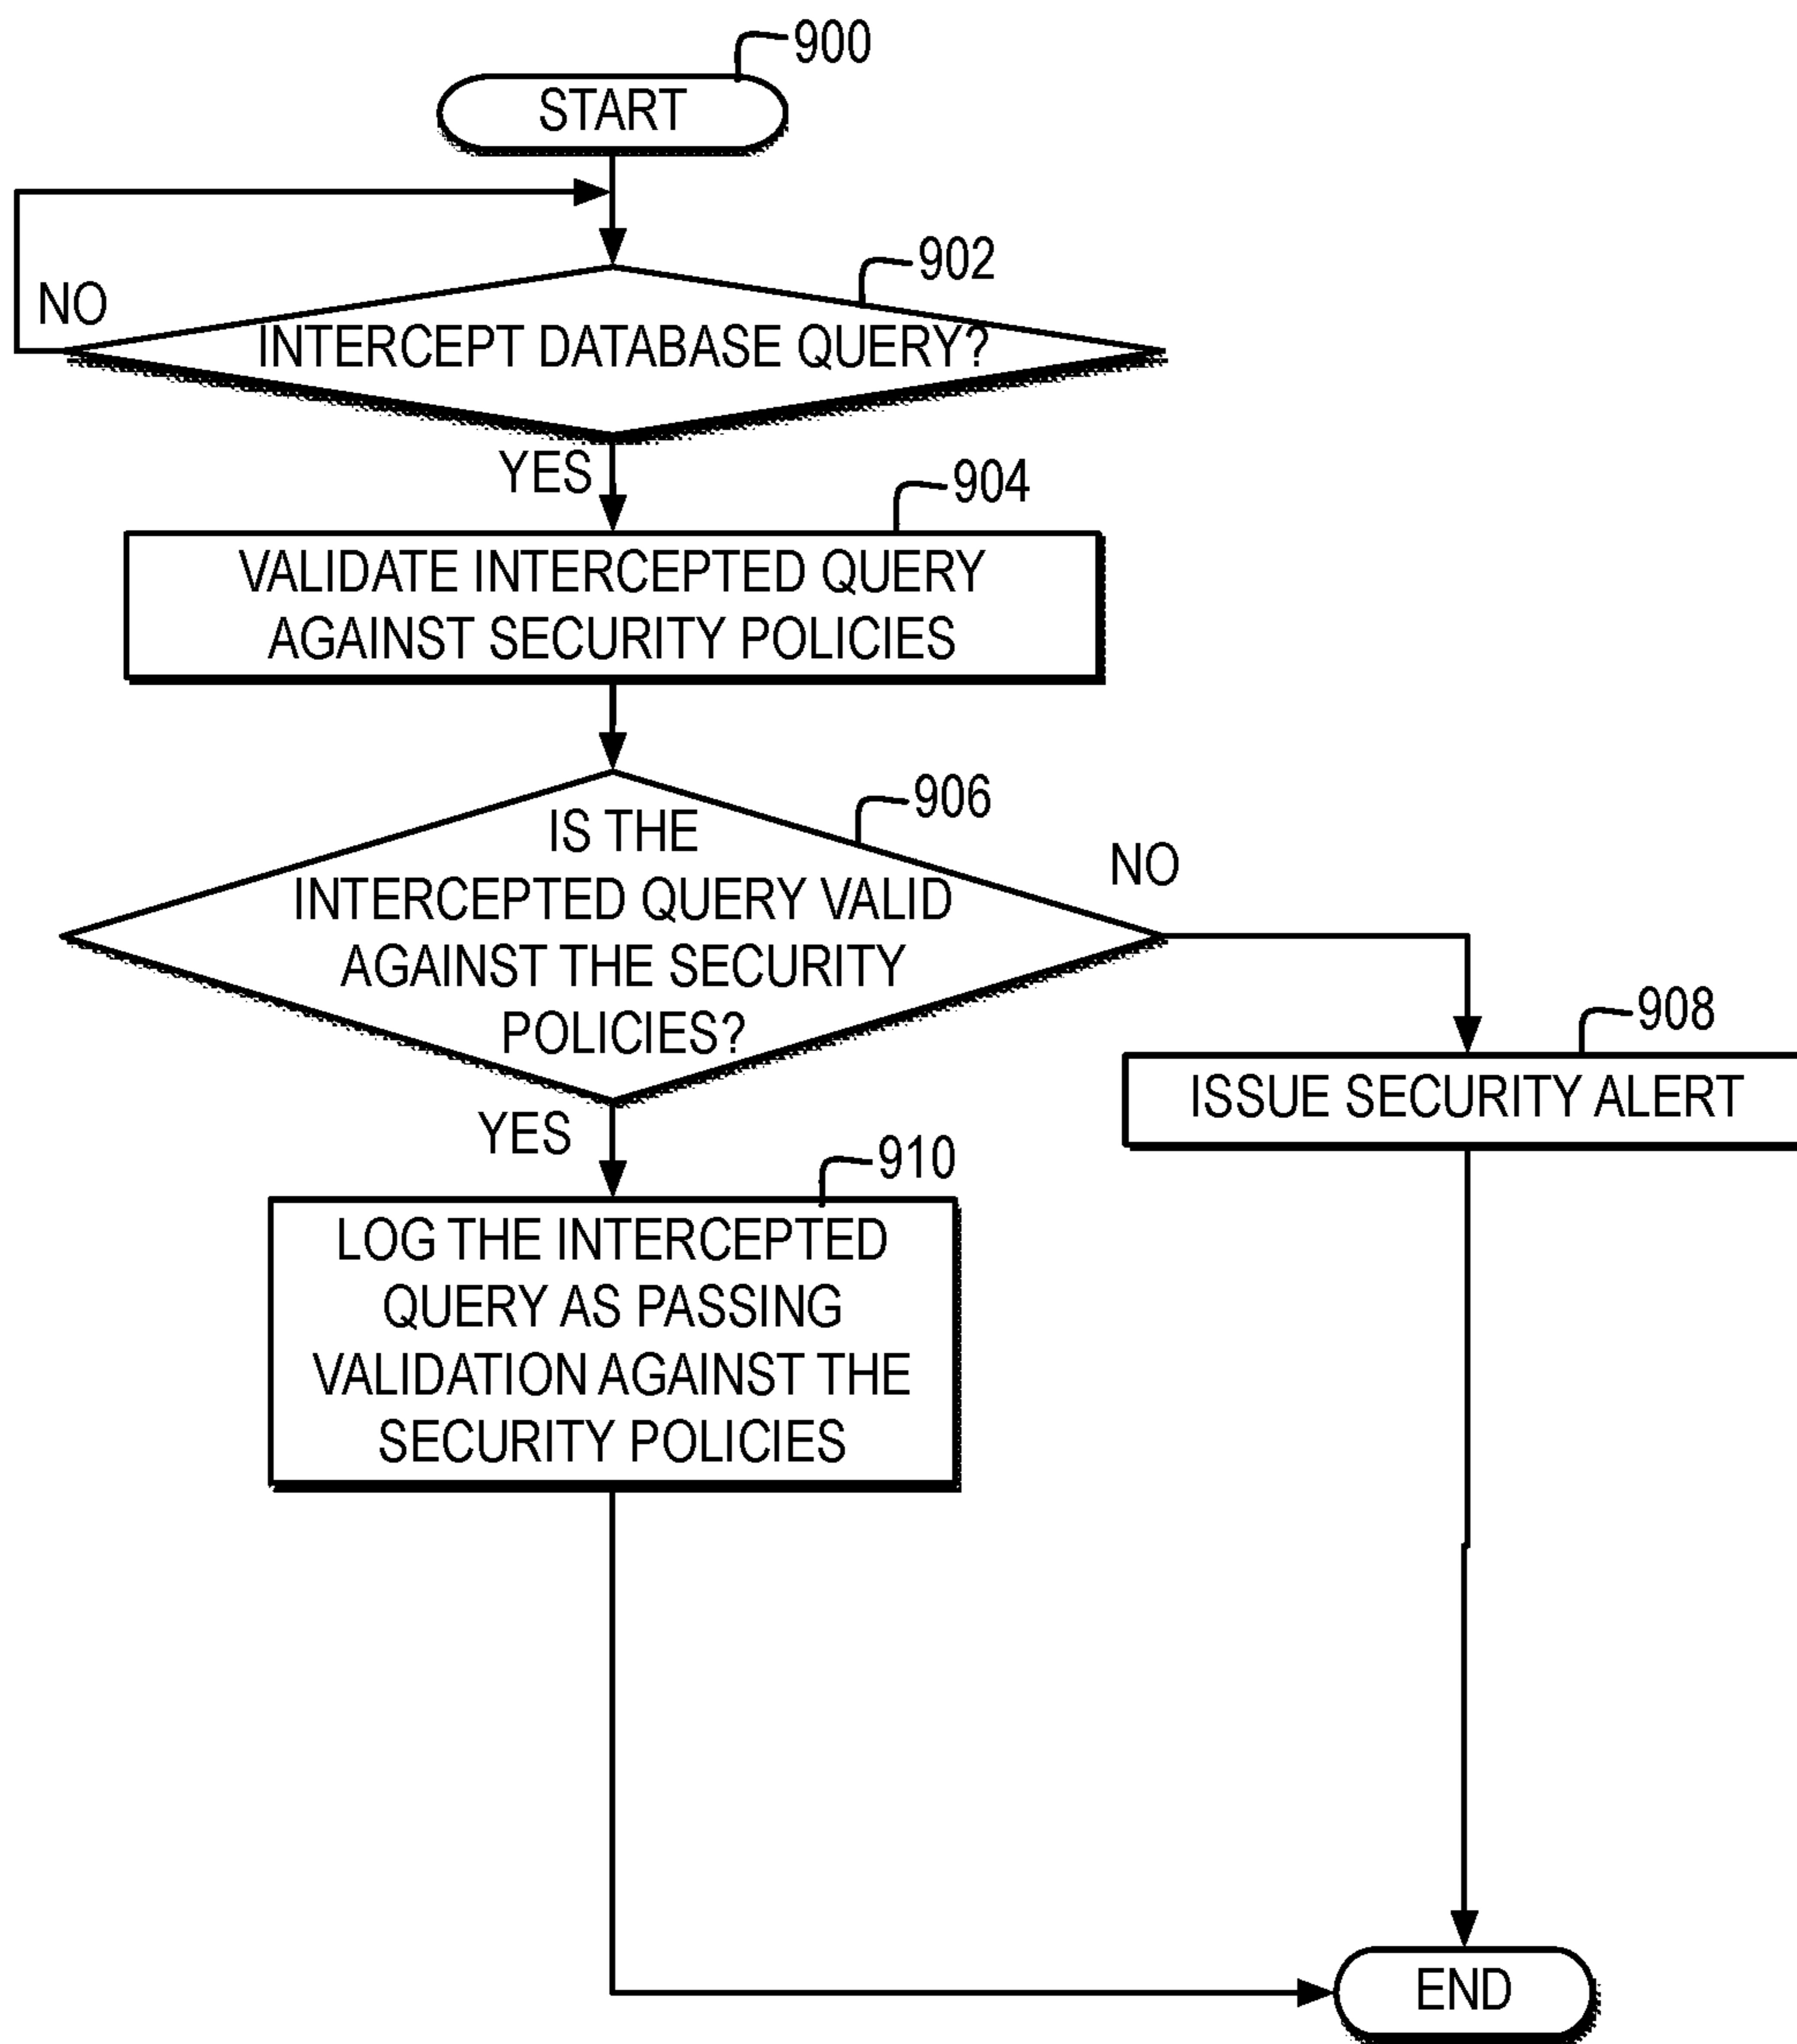 900
START
902
NO
INTERCEPT DATABASE QUERY?
YES
904
VALIDATE INTERCEPTED QUERY
AGAINST SECURITY POLICIES
906
IS THE
INTERCEPTED QUERY VALID
AGAINST THE SECURITY
POLICIES?
NO
908
ISSUE SECURITY ALERT
YES
910
LOG THE INTERCEPTED
QUERY AS PASSING
VALIDATION AGAINST THE
SECURITY POLICIES
END